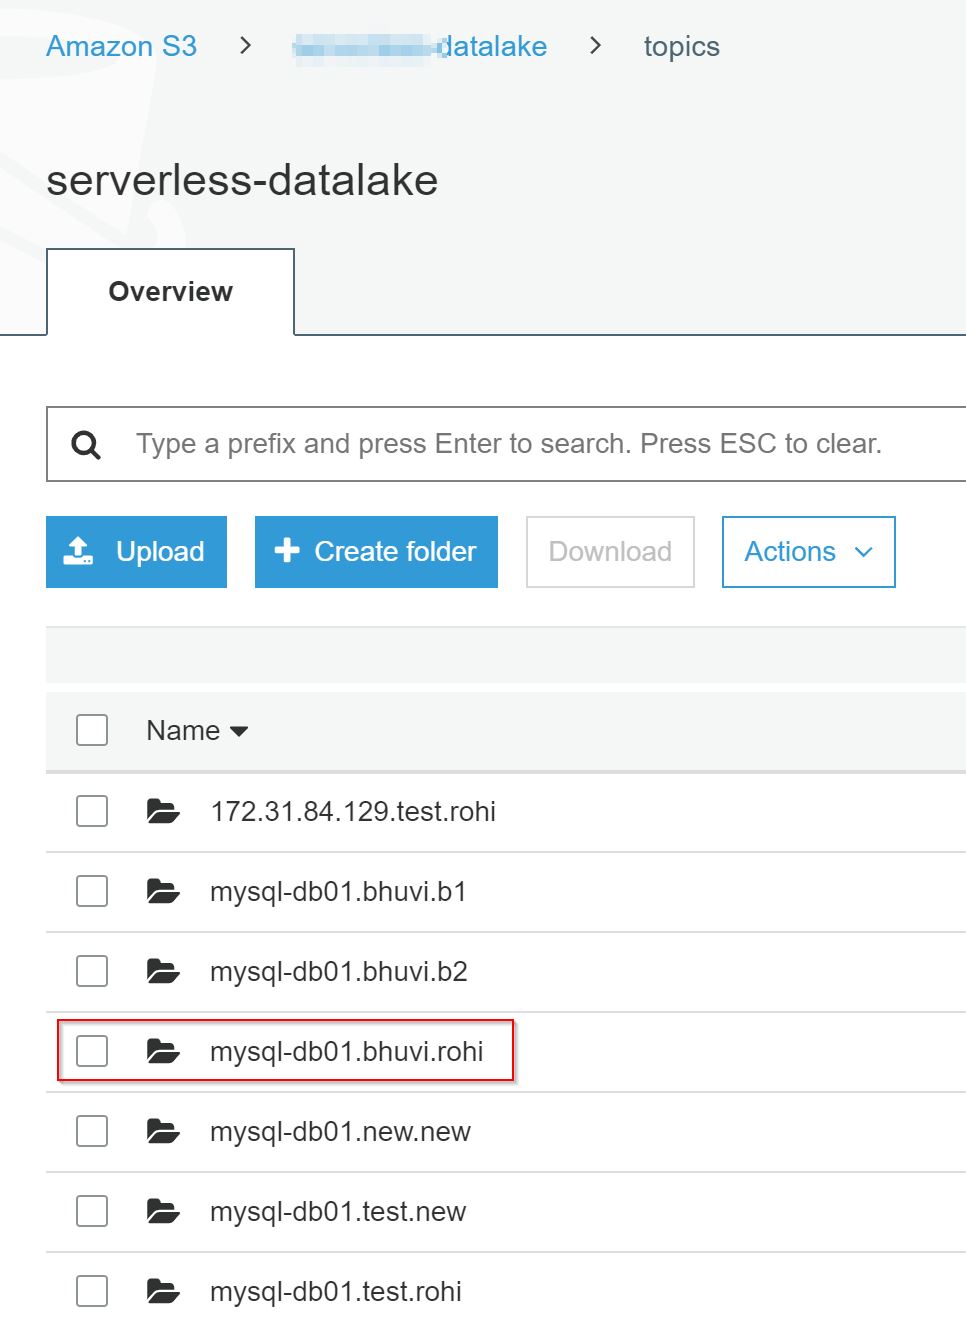 Amazon S3 > datalake > topics
serverless-datalake
Overview
Type a prefix and press Enter to search. Press ESC to clear.
Upload + Create folder Download Actions
Name
172.31.84.129.test.rohi
mysql-db01.bhuvi.b1
mysql-db01.bhuvi.b2
mysql-db01.bhuvi.rohi
mysql-db01.new.new
mysql-db01.test.new
mysql-db01.test.rohi